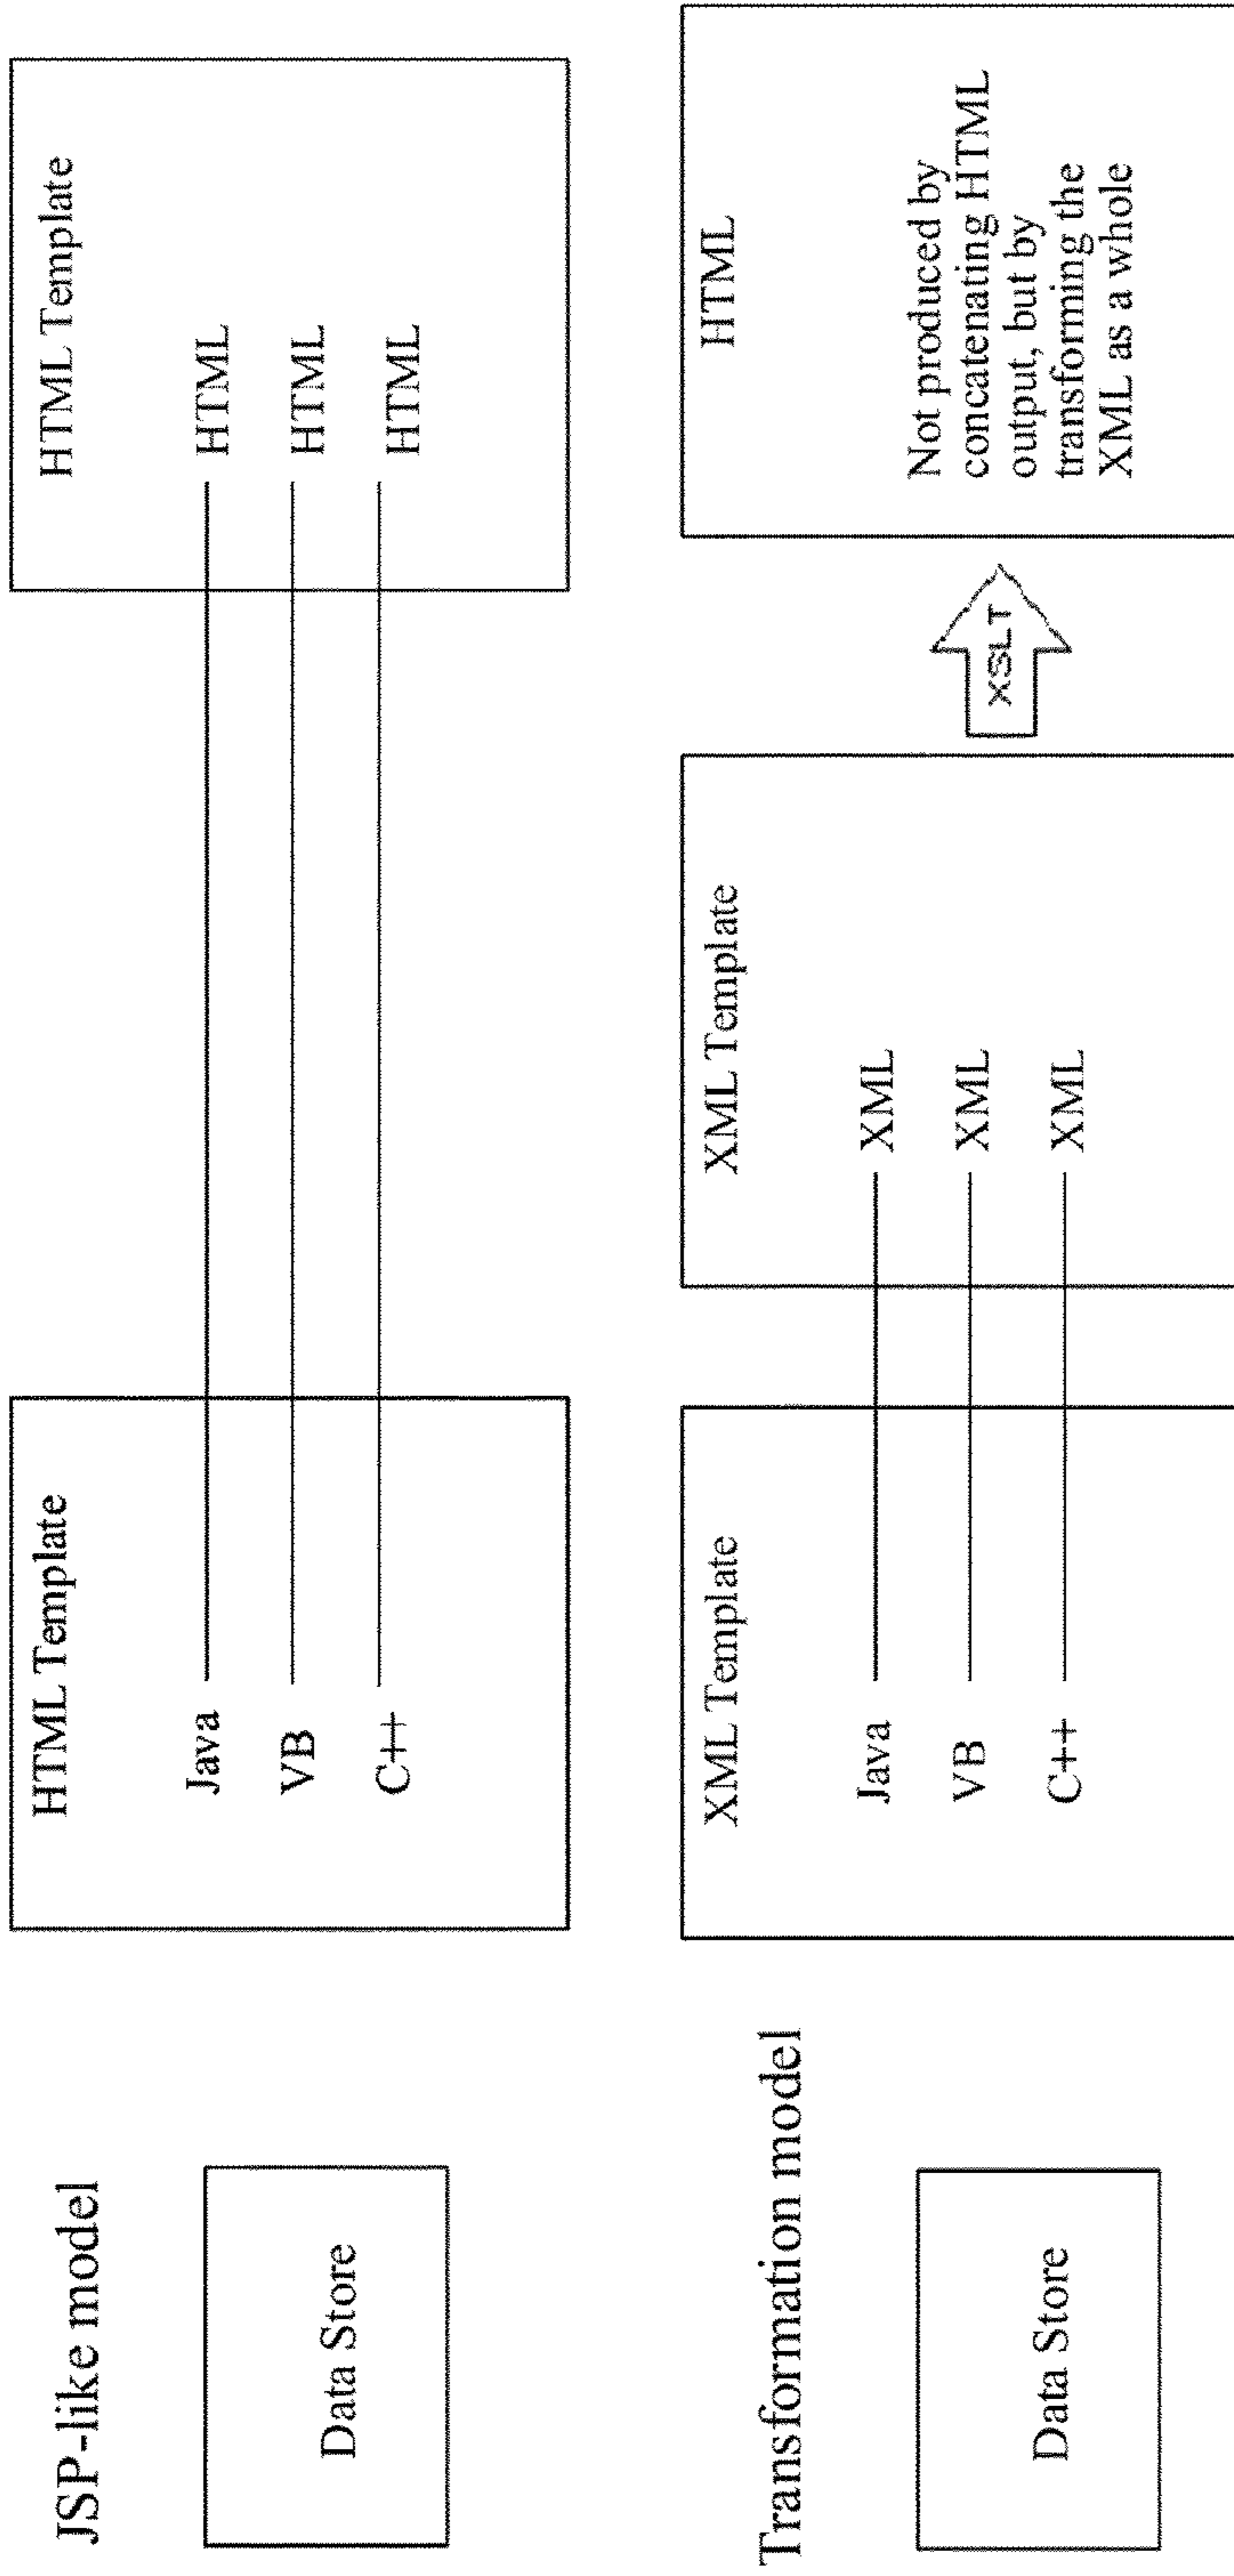 JSP-like model
Data Store
HTML Template
Java
VB
C++
HTML Template
HTML
HTML
HTML
Transformation model
Data Store
XML Template
Java
VB
C++
XML Template
XML
XML
XML
XSLT
HTML
Not produced by
concatenating HTML
output, but by
transforming the
XML as a whole